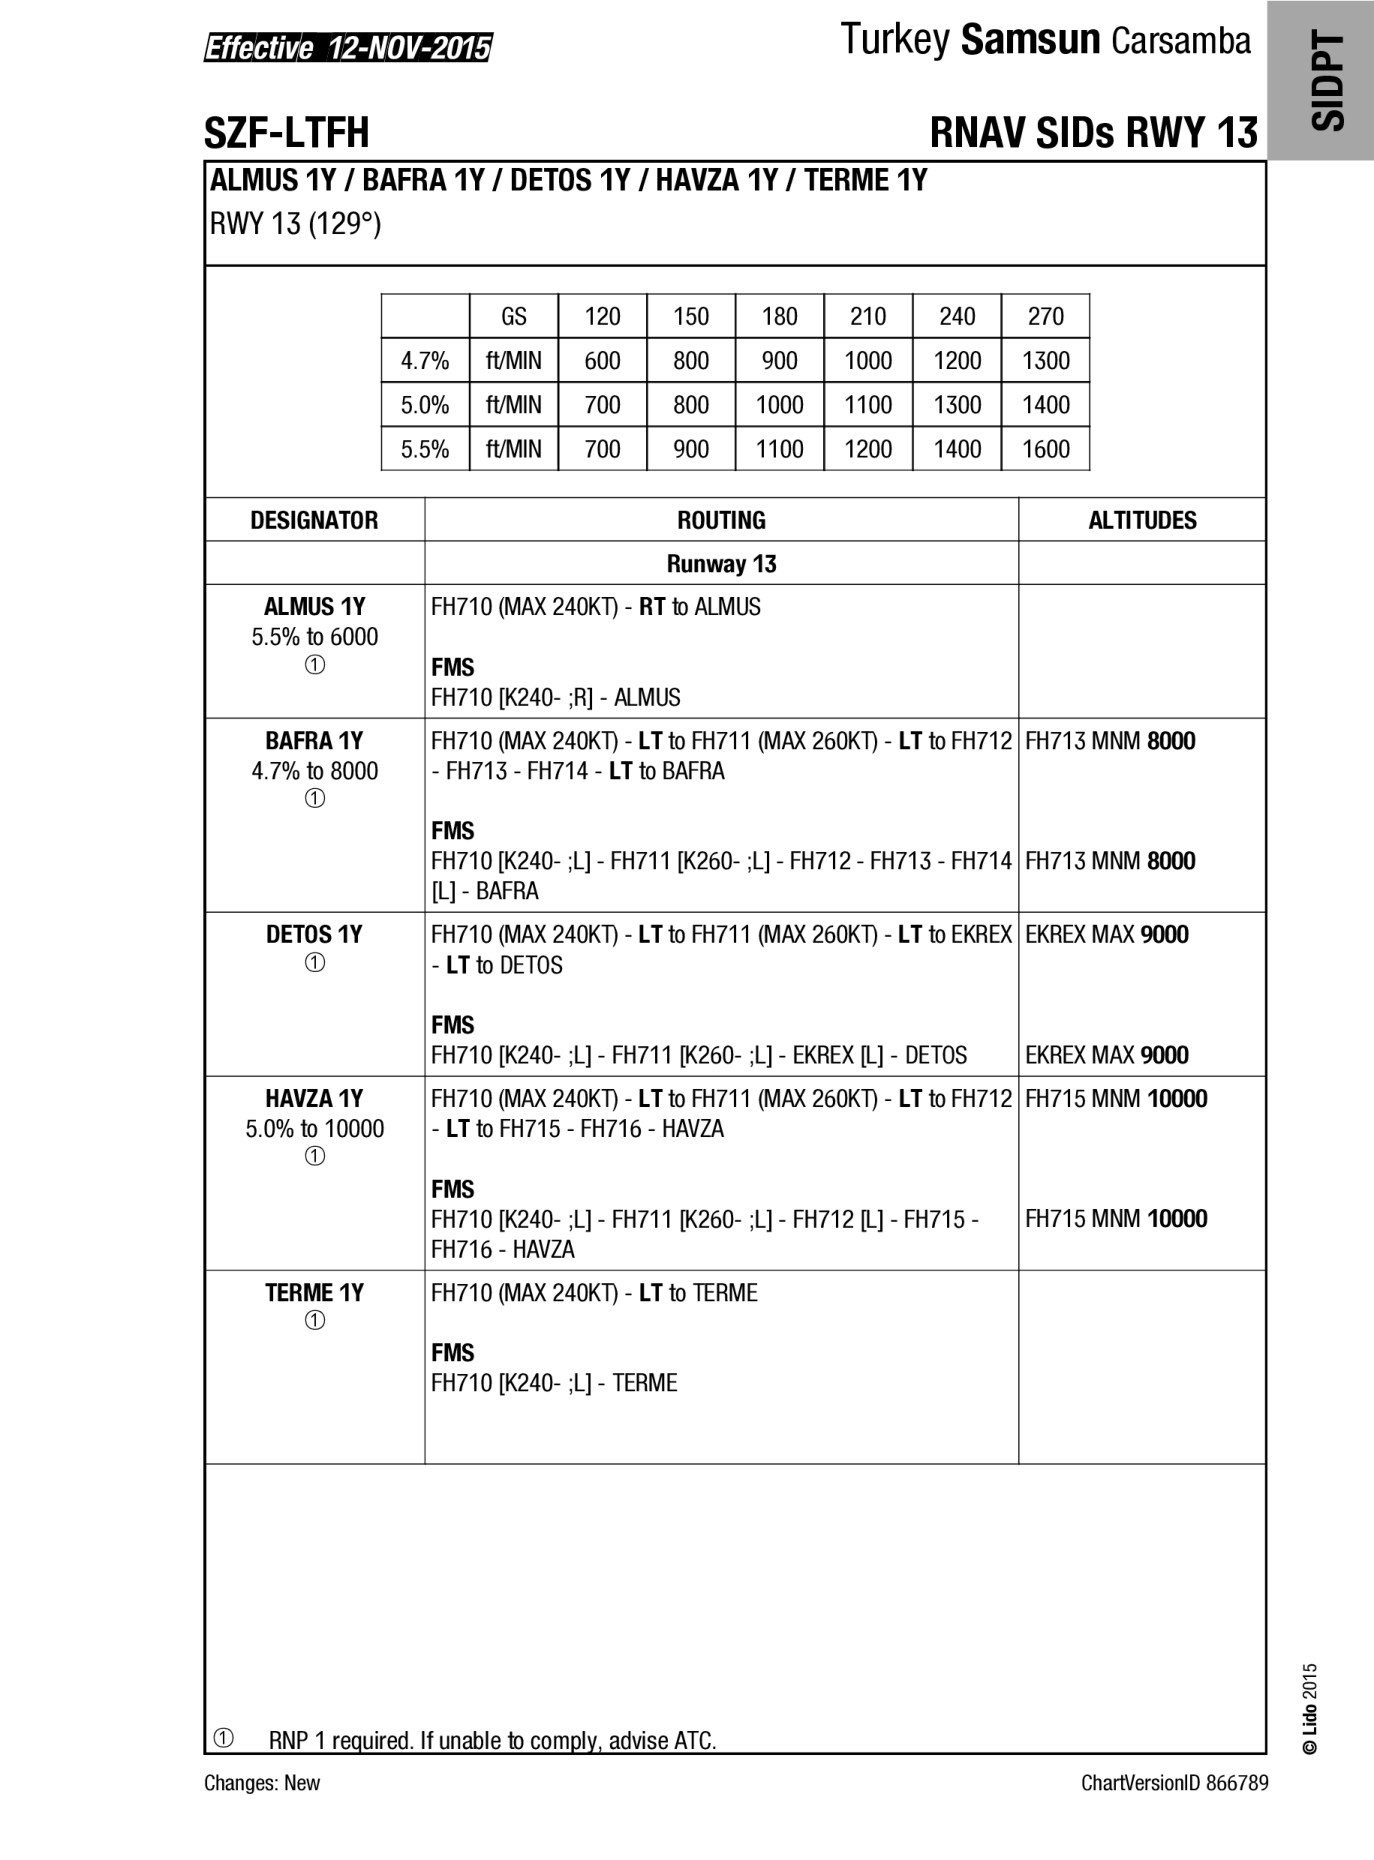 Effective 12-NOV-2015
Turkey Samsun Carsamba
SIDPT
SZF-LTFH
RNAV SIDs RWY 13
ALMUS 1Y / BAFRA 1Y / DETOS 1Y / HAVZA 1Y / TERME 1Y
RWY 13 (129°)
GS 120 150 180 210 240 270
4.7% ft/MIN 600 800 900 1000 1200 1300
5.0% ft/MIN 700 800 1000 1100 1300 1400
5.5% ft/MIN 700 900 1100 1200 1400 1600
DESIGNATOR ROUTING ALTITUDES
Runway 13
ALMUS 1Y
5.5% to 6000
①
FH710 (MAX 240KT) - RT to ALMUS
FMS
FH710 [K240- ;R] - ALMUS
BAFRA 1Y
4.7% to 8000
①
FH710 (MAX 240KT) - LT to FH711 (MAX 260KT) - LT to FH712
- FH713 - FH714 - LT to BAFRA
FH713 MNM 8000
FMS
FH710 [K240- ;L] - FH711 [K260- ;L] - FH712 - FH713 - FH714
[L] - BAFRA
FH713 MNM 8000
DETOS 1Y
①
FH710 (MAX 240KT) - LT to FH711 (MAX 260KT) - LT to EKREX
- LT to DETOS
EKREX MAX 9000
FMS
FH710 [K240- ;L] - FH711 [K260- ;L] - EKREX [L] - DETOS
EKREX MAX 9000
HAVZA 1Y
5.0% to 10000
①
FH710 (MAX 240KT) - LT to FH711 (MAX 260KT) - LT to FH712
- LT to FH715 - FH716 - HAVZA
FH715 MNM 10000
FMS
FH710 [K240- ;L] - FH711 [K260- ;L] - FH712 [L] - FH715 -
FH716 - HAVZA
FH715 MNM 10000
TERME 1Y
①
FH710 (MAX 240KT) - LT to TERME
FMS
FH710 [K240- ;L] - TERME
① RNP 1 required. If unable to comply, advise ATC.
© Lido 2015
Changes: New
ChartVersionID 866789